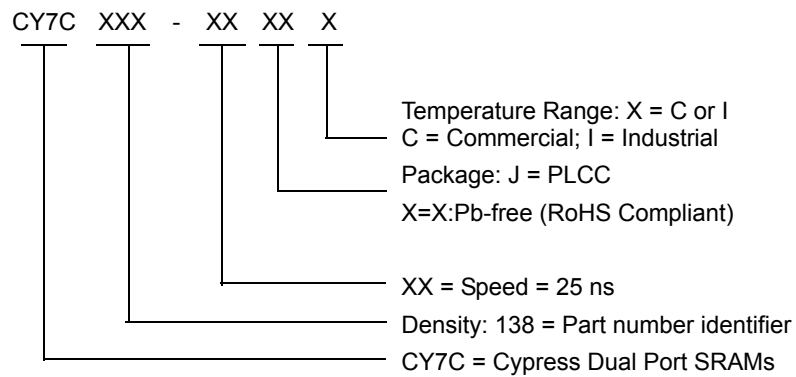 CY7C XXX - XX XX X
Temperature Range: X = C or I
C = Commercial; I = Industrial
Package: J = PLCC
X=X:Pb-free (RoHS Compliant)
XX = Speed = 25 ns
Density: 138 = Part number identifier
CY7C = Cypress Dual Port SRAMs